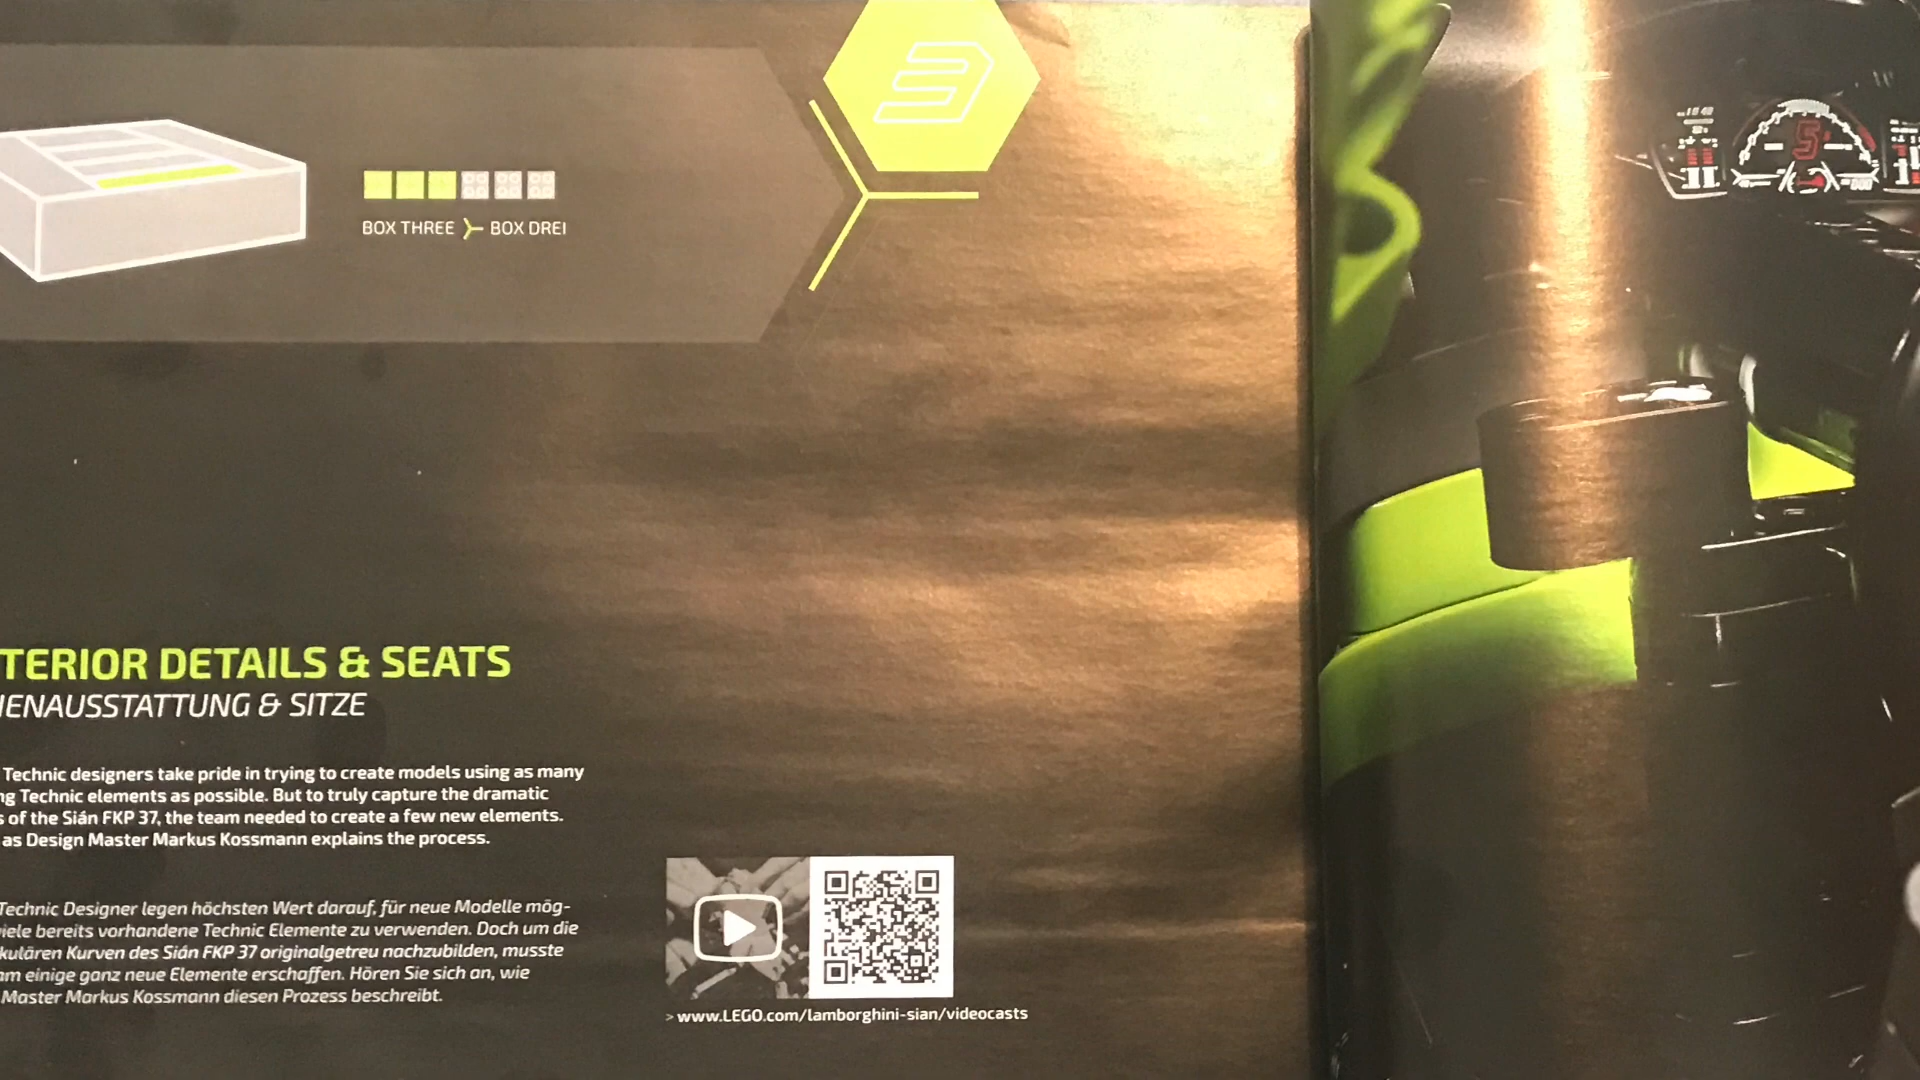 3
BOX THREE BOX DREI
TERIOR DETAILS & SEATS
ENAUSSTATTUNG & SITZE
Technic designers take pride in trying to create models using as many
ng Technic elements as possible. But to truly capture the dramatic
s of the Sián FKP 37, the team needed to create a few new elements.
as Design Master Markus Kossmann explains the process.
Technic Designer legen höchsten Wert darauf, für neue Modelle mög-
viele bereits vorhandene Technic Elemente zu verwenden. Doch um die
kulären Kurven des Sián FKP 37 originalgetreu nachzubilden, musste
am einige ganz neue Elemente erschaffen. Hören Sie sich an, wie
Master Markus Kossmann diesen Prozess beschreibt.
> www.LEGO.com/lamborghini-sian/videocasts
5